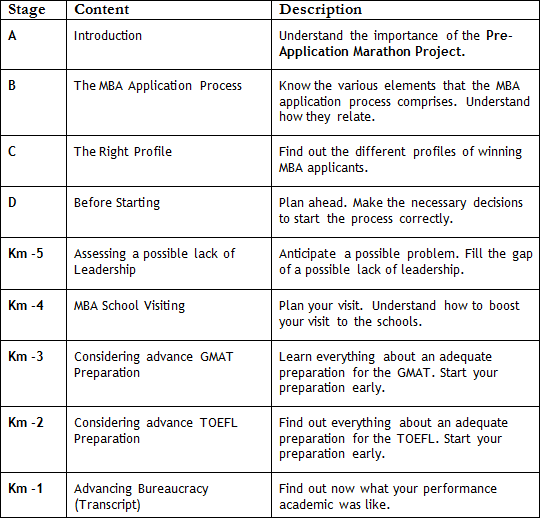 Stage Content Description
A Introduction Understand the importance of the Pre-
Application Marathon Project.
B The MBA Application Process Know the various elements that the MBA
application process comprises. Understand
how they relate.
C The Right Profile Find out the different profiles of winning
MBA applicants.
D Before Starting Plan ahead. Make the necessary decisions
to start the process correctly.
Km -5 Assessing a possible lack of Anticipate a possible problem. Fill the gap
Leadership of a possible lack of leadership.
Km -4 MBA School Visiting Plan your visit. Understand how to boost
your visit to the schools.
Km -3 Considering advance GMAT Learn everything about an adequate
Preparation preparation for the GMAT. Start your
preparation early.
Km -2 Considering advance TOEFL Find out everything about an adequate
Preparation preparation for the TOEFL. Start your
preparation early.
Km -1 Advancing Bureaucracy Find out now what your performance
(Transcript) academic was like.